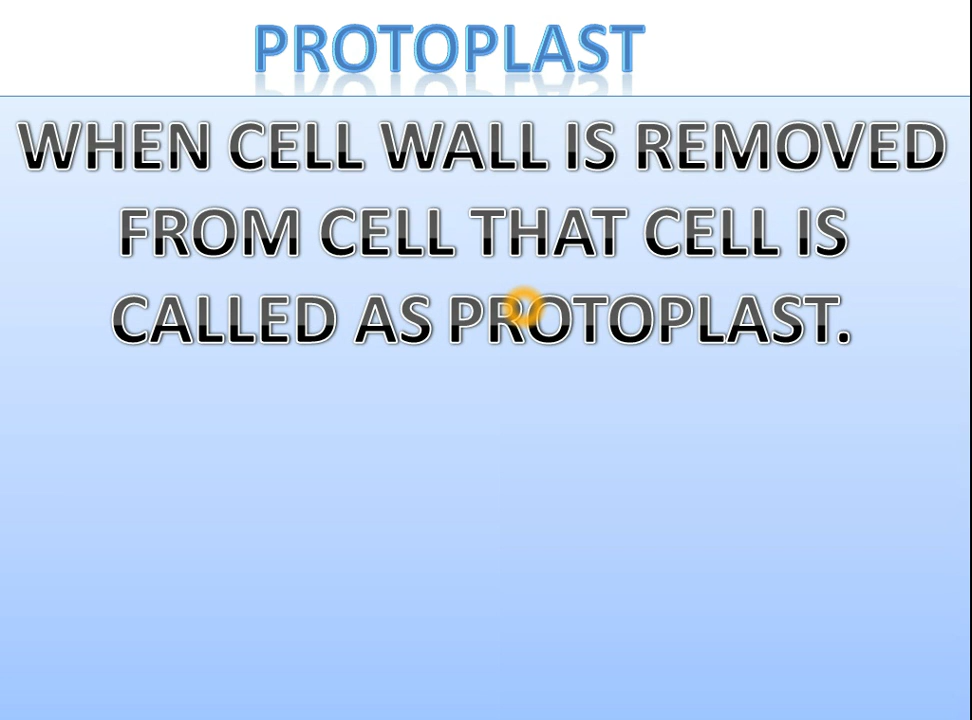 PROTOPLAST
WHEN CELL WALL IS REMOVED
FROM CELL THAT CELL IS
CALLED AS PROTOPLAST.